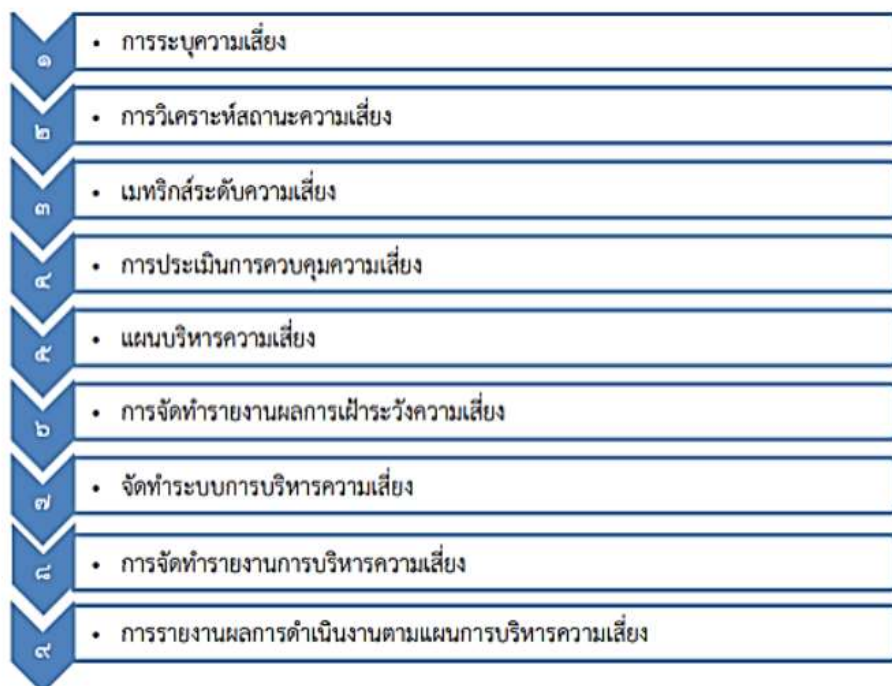 ๑ • การระบุความเสี่ยง
๒ • การวิเคราะห์สถานะความเสี่ยง
๓ • เมทริกส์ระดับความเสี่ยง
๔ • การประเมินการควบคุมความเสี่ยง
๕ • แผนบริหารความเสี่ยง
๖ • การจัดทำรายงานผลการเฝ้าระวังความเสี่ยง
๗ • จัดทำระบบการบริหารความเสี่ยง
๘ • การจัดทำรายงานการบริหารความเสี่ยง
๙ • การรายงานผลการดำเนินงานตามแผนการบริหารความเสี่ยง